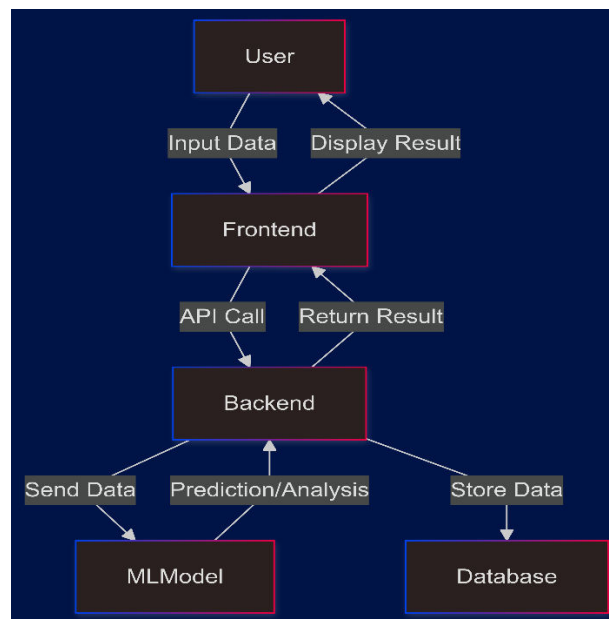 User
Input Data
Display Result
Frontend
API Call
Return Result
Backend
Send Data
Prediction/Analysis
Store Data
MLModel
Database